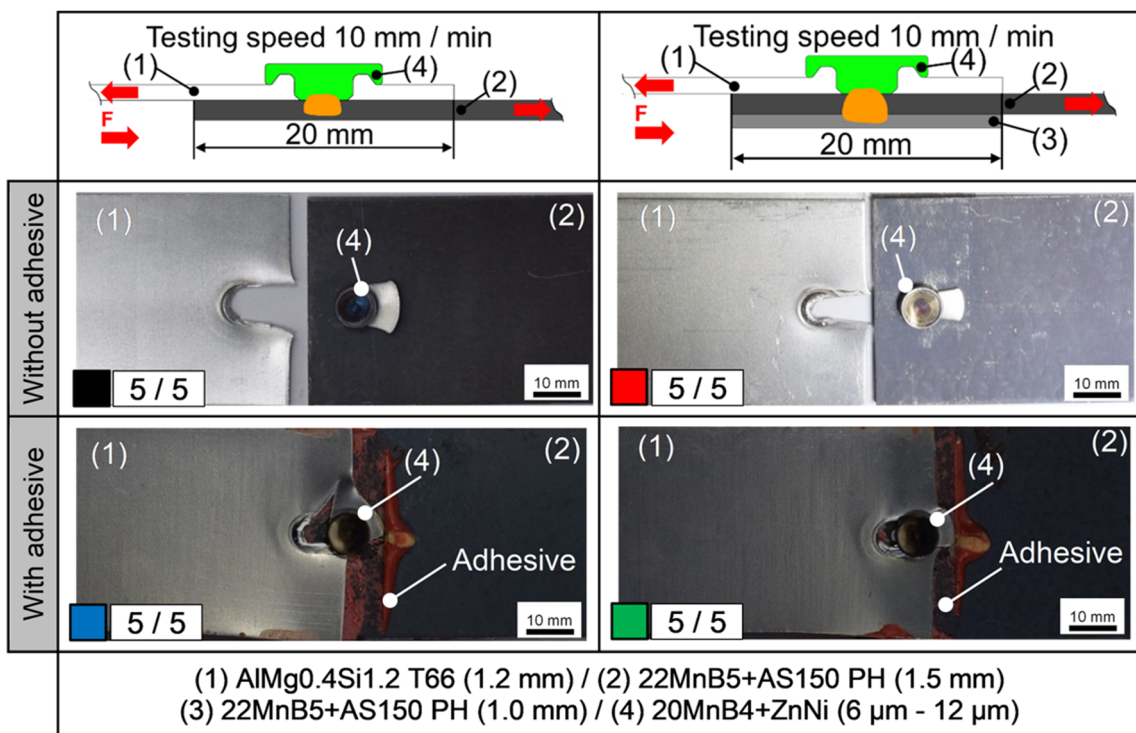 Testing speed 10 mm / min
(1)
(4)
(2)
F
20 mm
Testing speed 10 mm / min
(1)
(4)
(2)
F
(3)
20 mm
Without adhesive
(1)
(2)
(4)
5 / 5
10 mm
(1)
(2)
(4)
5 / 5
10 mm
With adhesive
(1)
(2)
(4)
Adhesive
5 / 5
10 mm
(1)
(2)
(4)
Adhesive
5 / 5
10 mm
(1) AlMg0.4Si1.2 T66 (1.2 mm) / (2) 22MnB5+AS150 PH (1.5 mm)
(3) 22MnB5+AS150 PH (1.0 mm) / (4) 20MnB4+ZnNi (6 µm - 12 µm)